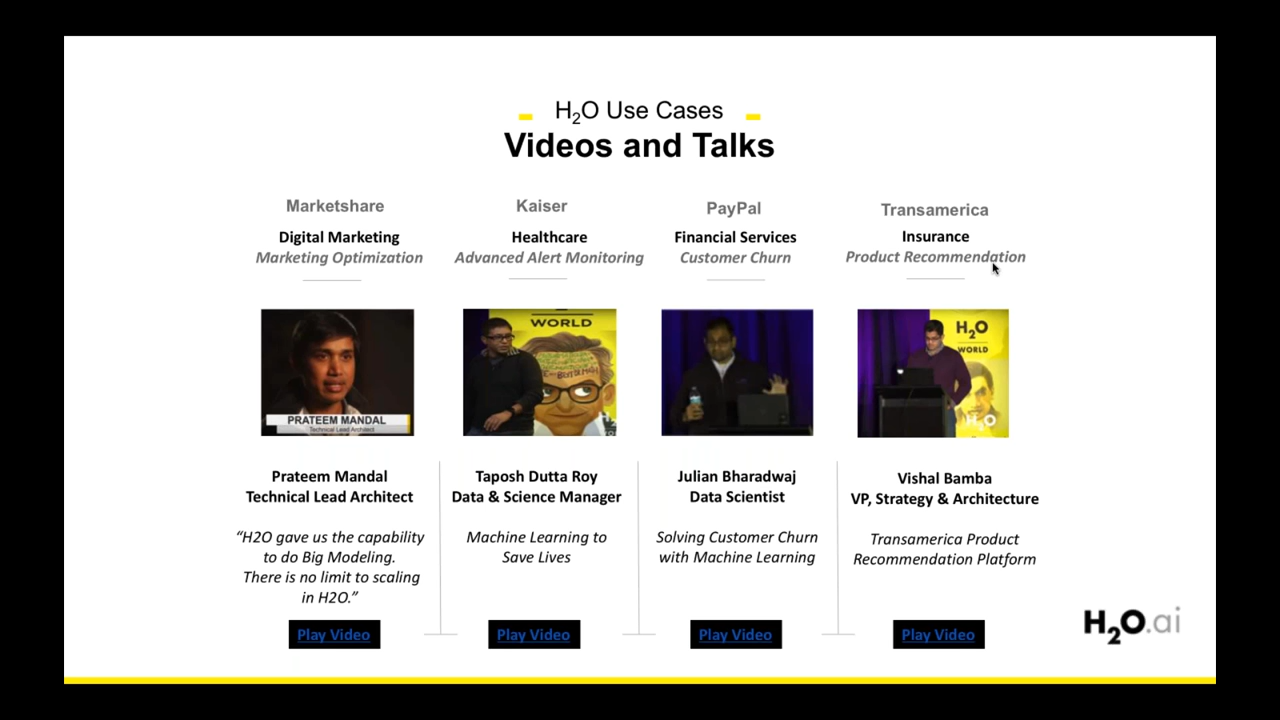 H2O Use Cases
Videos and Talks
Marketshare
Digital Marketing
Marketing Optimization
Kaiser
Healthcare
Advanced Alert Monitoring
PayPal
Financial Services
Customer Churn
Transamerica
Insurance
Product Recommendation
PRATEEM MANDAL
Technical Lead Architect
WORLD
H2O
WORLD
H2O
Prateem Mandal
Technical Lead Architect
"H2O gave us the capability
to do Big Modeling.
There is no limit to scaling
in H2O."
Play Video
Taposh Dutta Roy
Data & Science Manager
Machine Learning to
Save Lives
Play Video
Julian Bharadwaj
Data Scientist
Solving Customer Churn
with Machine Learning
Play Video
Vishal Bamba
VP, Strategy & Architecture
Transamerica Product
Recommendation Platform
Play Video
H2O.ai